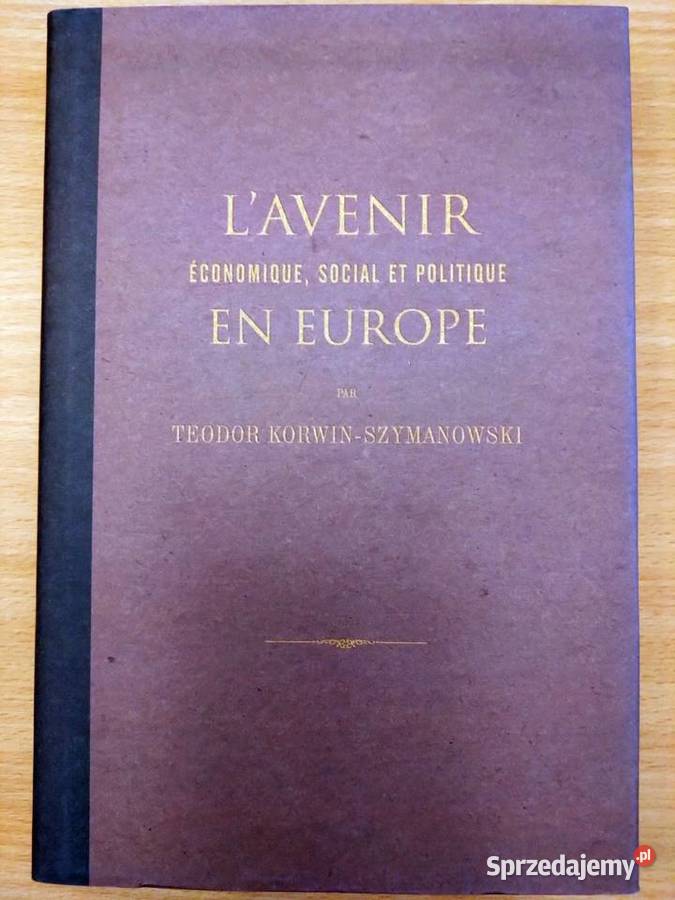 L'AVENIR
ÉCONOMIQUE, SOCIAL ET POLITIQUE
EN EUROPE
PAR
TEODOR KORWIN-SZYMANOWSKI
Sprzedajemy.pl